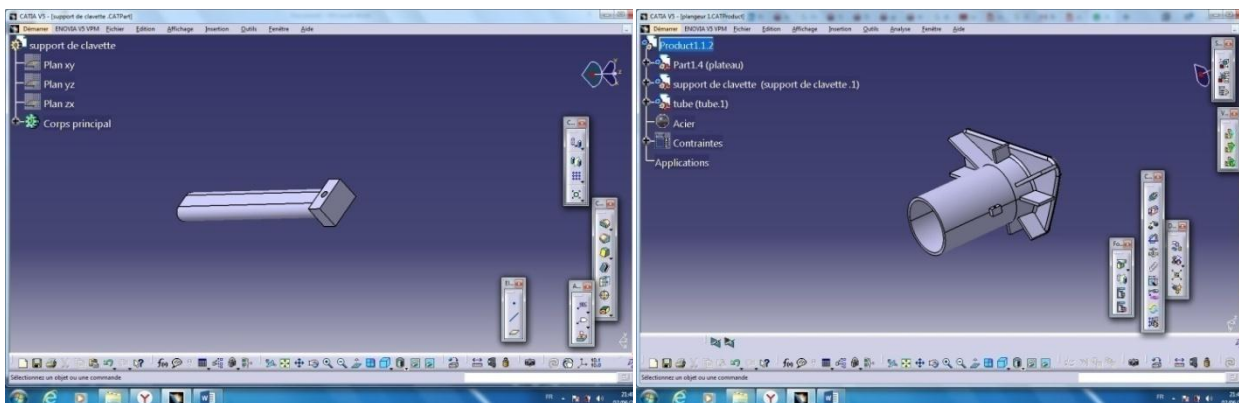 CATIA V5 - [support de clavette .CATPart]
Démarrer ENOVIA V5 VPM Fichier Edition Affichage Insertion Outils Fenêtre Aide
support de clavette
Plan xy
Plan yz
Plan zx
Corps principal
Sélectionnez un objet ou une commande
FR
CATIA V5 - [plangeur 1.CATProduct]
Démarrer ENOVIA V5 VPM Fichier Edition Affichage Insertion Outils Analyse Fenêtre Aide
Product1.1.2
Part1.4 (plateau)
support de clavette (support de clavette .1)
tube (tube.1)
Acier
Contraintes
Applications
Sélectionnez un objet ou une commande
FR